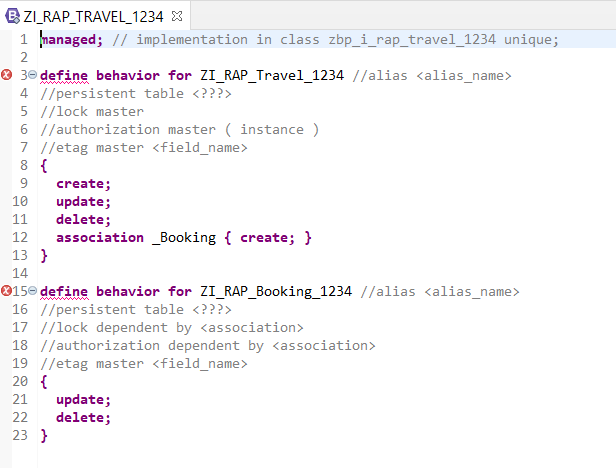 ZI_RAP_TRAVEL_1234
1 managed; // implementation in class zbp_i_rap_travel_1234 unique;
2
3 define behavior for ZI_RAP_Travel_1234 //alias <alias_name>
4 //persistent table <???>
5 //lock master
6 //authorization master ( instance )
7 //etag master <field_name>
8 {
9 create;
10 update;
11 delete;
12 association _Booking { create; }
13 }
14
15 define behavior for ZI_RAP_Booking_1234 //alias <alias_name>
16 //persistent table <???>
17 //lock dependent by <association>
18 //authorization dependent by <association>
19 //etag master <field_name>
20 {
21 update;
22 delete;
23 }